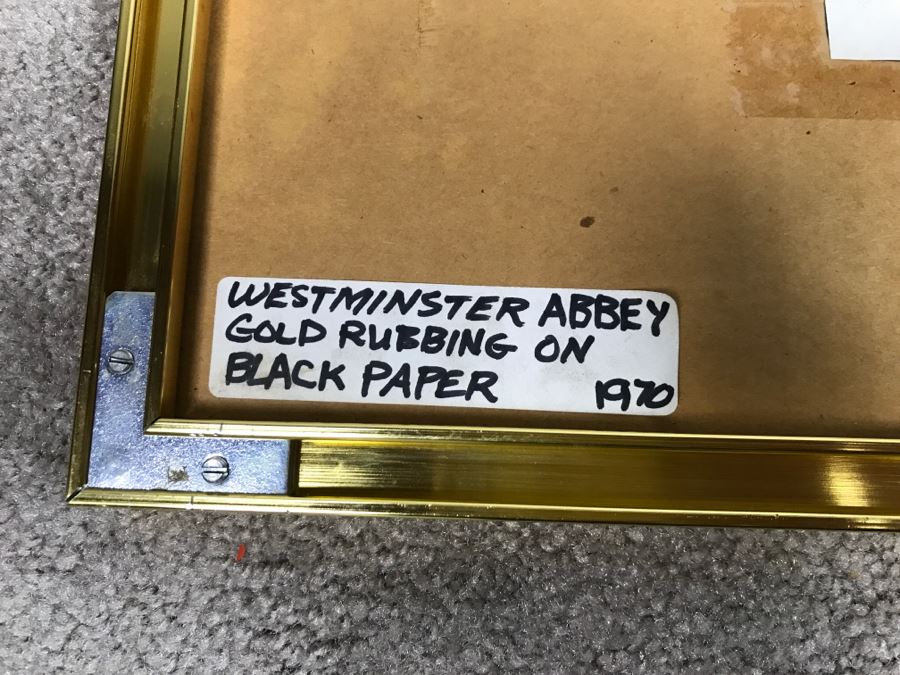 WESTMINSTER ABBEY
GOLD RUBBING ON
BLACK PAPER 1970